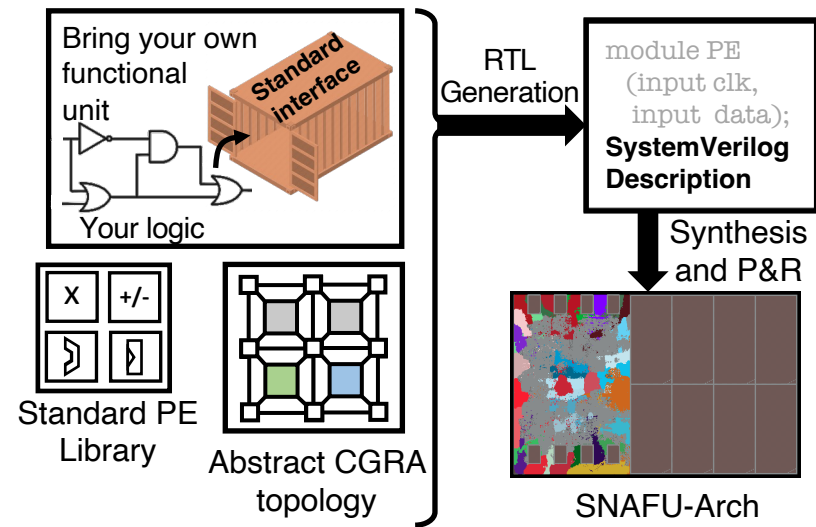 Bring your own
functional
unit
Standard
interface
Your logic
X
+/-
Standard PE
Library
Abstract CGRA
topology
RTL
Generation
module PE
(input clk,
input data);
SystemVerilog
Description
Synthesis
and P&R
SNAFU-Arch